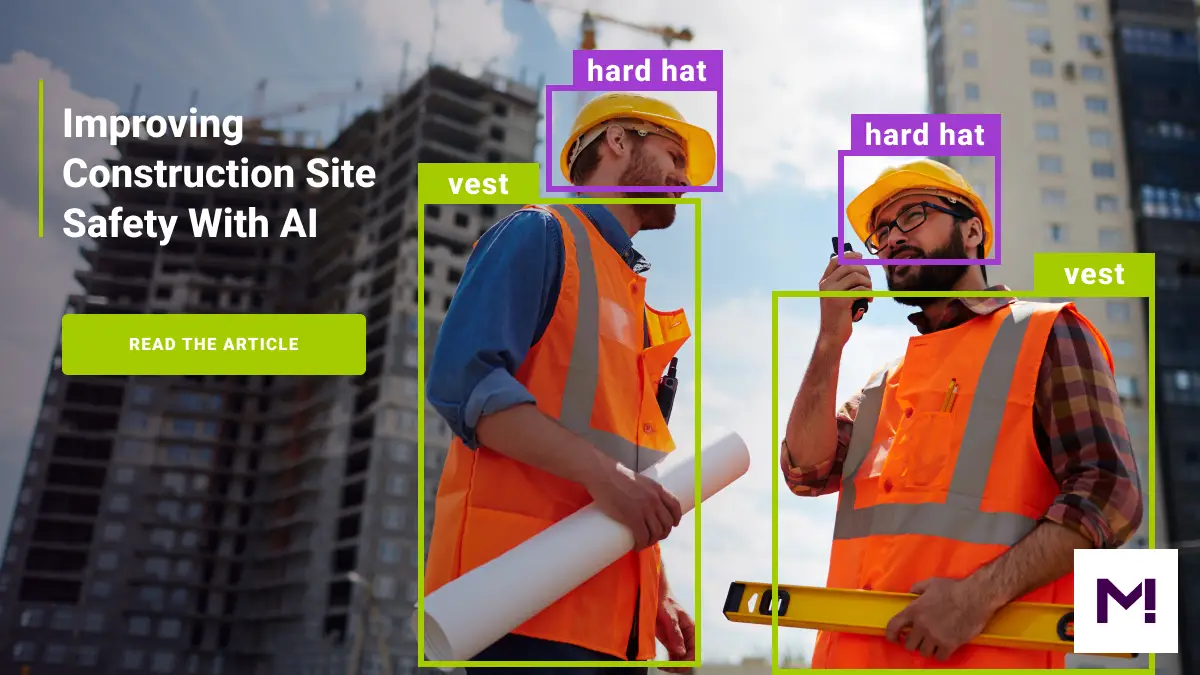 Improving
Construction Site
Safety With AI
READ THE ARTICLE
hard hat
hard hat
vest
vest
M!